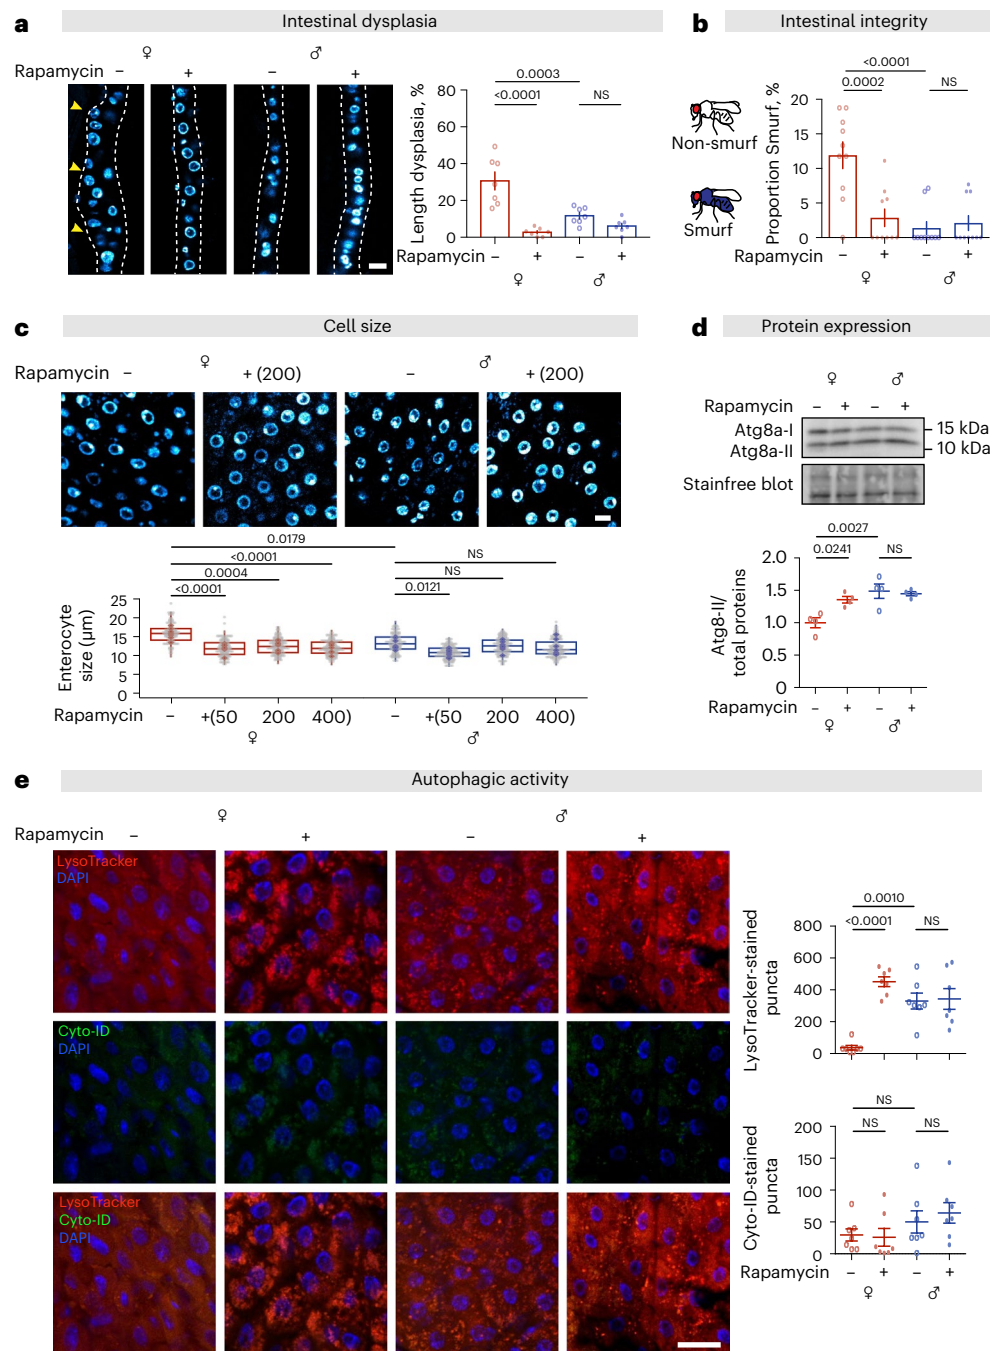 a
Intestinal dysplasia
♀ ♂
Rapamycin – + – +
Length dysplasia, %
80
60
40
20
0
0.0003
<0.0001 NS
Rapamycin – + – +
♀ ♂
b
Intestinal integrity
Non-smurf
Smurf
Proportion Smurf, %
20
15
10
5
0
<0.0001
0.0002 NS
Rapamycin – + – +
♀ ♂
c
Cell size
♀ ♂
Rapamycin – + (200) – + (200)
0.0179
<0.0001 NS
0.0004 NS
<0.0001 0.0121
Enterocyte
size (µm)
25
20
15
10
5
0
Rapamycin – +(50 200 400) – +(50 200 400)
♀ ♂
d
Protein expression
♀ ♂
Rapamycin – + – +
Atg8a-I 15 kDa
Atg8a-II 10 kDa
Stainfree blot
0.0027
0.0241 NS
Atg8-II/
total proteins
2.0
1.5
1.0
0.5
0
Rapamycin – + – +
♀ ♂
e
Autophagic activity
♀ ♂
Rapamycin – + – +
LysoTracker
DAPI
Cyto-ID
DAPI
LysoTracker
Cyto-ID
DAPI
LysoTracker-stained
puncta
0.0010
<0.0001 NS
800
600
400
200
0
Cyto-ID-stained
puncta
NS
NS NS
200
150
100
50
0
Rapamycin – + – +
♀ ♂